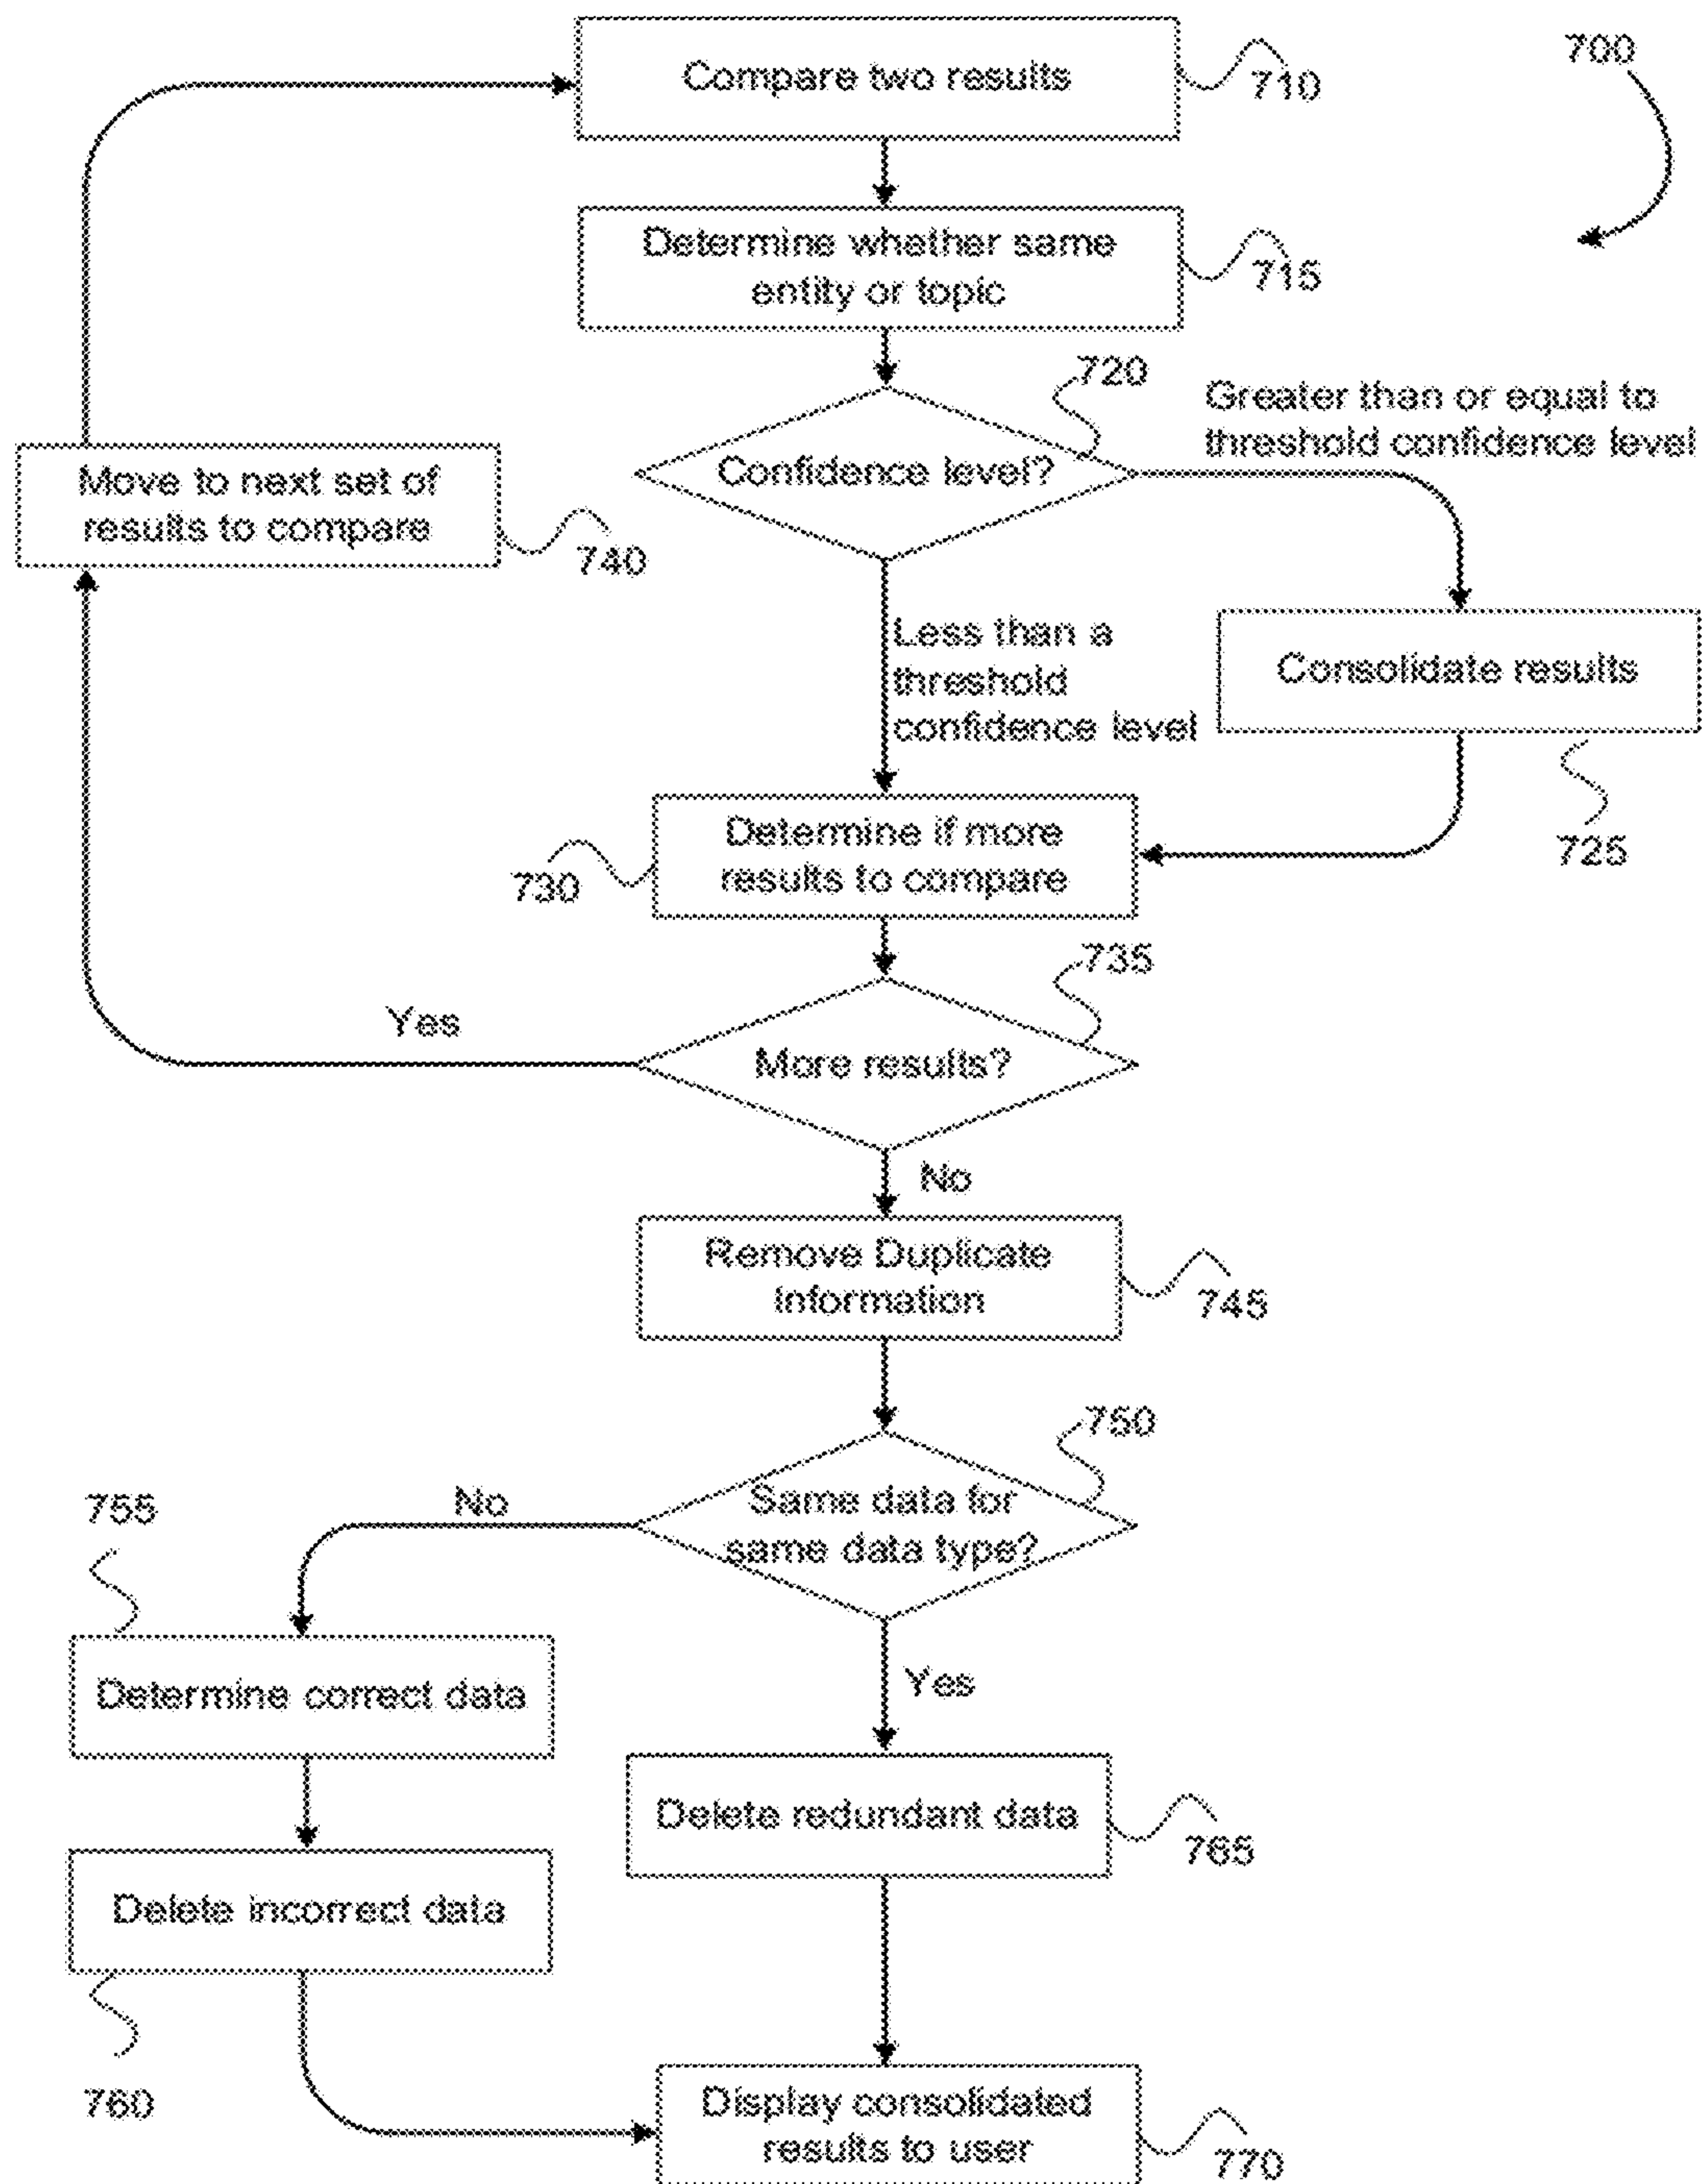 Compare two results
710
700
Determine whether same
entity or topic
715
720
Greater than or equal to
threshold confidence level
Confidence level?
Move to next set of
results to compare
740
Less than a
threshold
confidence level
Consolidate results
725
Determine if more
results to compare
730
735
Yes
More results?
No
Remove Duplicate
Information
745
750
Same data for
same data type?
No
755
Determine correct data
Yes
Delete redundant data
765
Delete incorrect data
760
Display consolidated
results to user
770